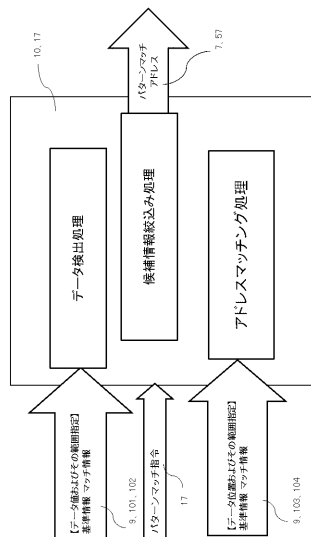 10, 17
パターンマッチ
アドレス
7, 57
データ検出処理
候補情報絞込み処理
アドレスマッチング処理
【データ値およびその範囲指定】
基準情報 マッチ情報
9, 101, 102
パターンマッチ指令
17
【データ位置およびその範囲指定】
基準情報 マッチ情報
9, 103, 104